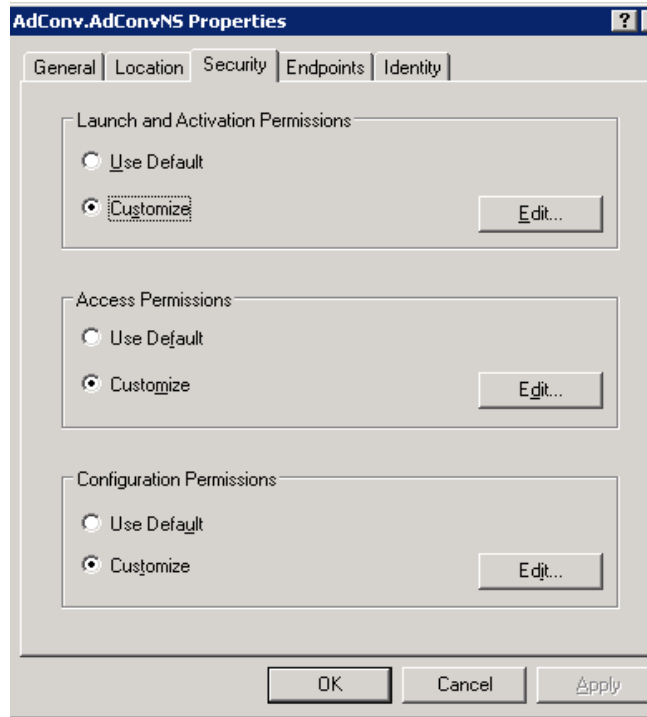 AdConv.AdConvNS Properties ?
General Location Security Endpoints Identity
Launch and Activation Permissions
Use Default
Customize Edit...
Access Permissions
Use Default
Customize Edit...
Configuration Permissions
Use Default
Customize Edit...
OK Cancel Apply